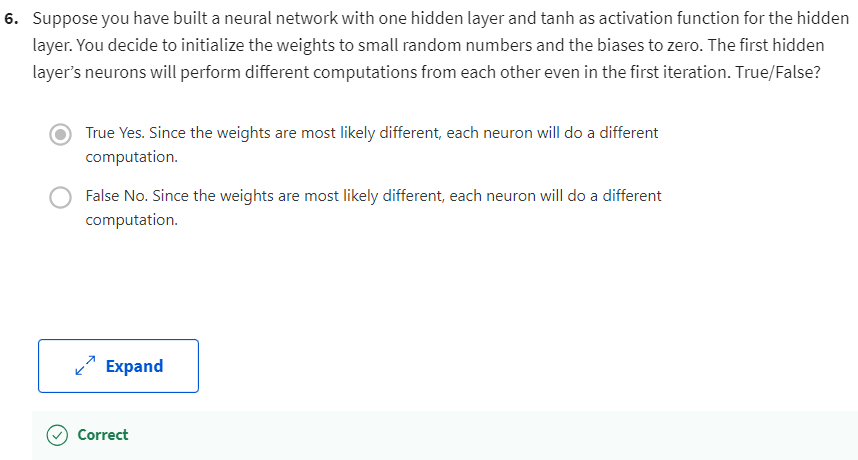 6. Suppose you have built a neural network with one hidden layer and tanh as activation function for the hidden
layer. You decide to initialize the weights to small random numbers and the biases to zero. The first hidden
layer's neurons will perform different computations from each other even in the first iteration. True/False?
True Yes. Since the weights are most likely different, each neuron will do a different
computation.
False No. Since the weights are most likely different, each neuron will do a different
computation.
Expand
Correct